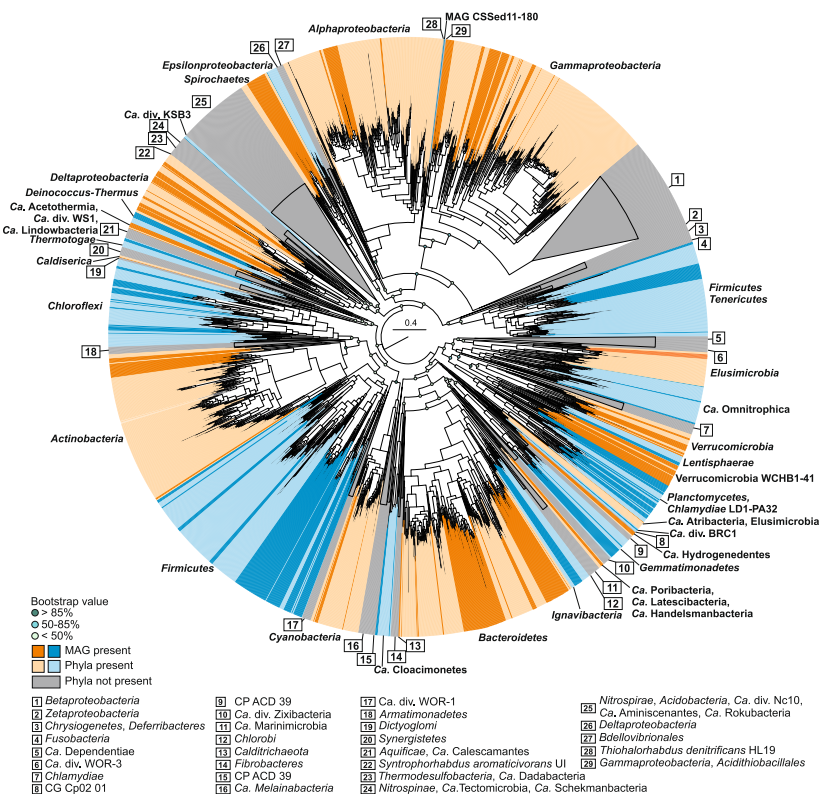 Alphaproteobacteria
28
MAG CSSed11-180
29
Gammaproteobacteria
26
27
Epsilonproteobacteria
Spirochaetes
25
Ca. div. KSB3
24
23
22
Deltaproteobacteria
Deinococcus-Thermus
Ca. Acetothermia,
Ca. div. WS1,
Ca. Lindowbacteria
21
Thermotogae
20
Caldiserica
19
Chloroflexi
18
Actinobacteria
Firmicutes
1
2
3
4
Firmicutes
Tenericutes
5
6
Elusimicrobia
Ca. Omnitrophica
7
Verrucomicrobia
Lentisphaerae
Verrucomicrobia WCHB1-41
Planctomycetes,
Chlamydiae LD1-PA32
Ca. Atribacteria, Elusimicrobia
Ca. div. BRC1
8
Ca. Hydrogenedentes
9
Gemmatimonadetes
10
Ca. Poribacteria,
Ca. Latescibacteria,
Ca. Handelsmanbacteria
11
12
Ignavibacteria
Bacteroidetes
13
14
Ca. Cloacimonetes
15
16
Cyanobacteria
17
0.4
Bootstrap value
> 85%
50-85%
< 50%
MAG present
Phyla present
Phyla not present
1 Betaproteobacteria
2 Zetaproteobacteria
3 Chrysiogenetes, Deferribacteres
4 Fusobacteria
5 Ca. Dependentiae
6 Ca. div. WOR-3
7 Chlamydiae
8 CG Cp02 01
9 CP ACD 39
10 Ca. div. Zixibacteria
11 Ca. Marinimicrobia
12 Chlorobi
13 Calditrichaeota
14 Fibrobacteres
15 CP ACD 39
16 Ca. Melainabacteria
17 Ca. div. WOR-1
18 Armatimonadetes
19 Dictyoglomi
20 Synergistetes
21 Aquificae, Ca. Calescamantes
22 Syntrophorhabdus aromaticivorans UI
23 Thermodesulfobacteria, Ca. Dadabacteria
24 Nitrospinae, Ca.Tectomicrobia, Ca. Schekmanbacteria
25 Nitrospirae, Acidobacteria, Ca. div. Nc10,
Ca. Aminiscenantes, Ca. Rokubacteria
26 Deltaproteobacteria
27 Bdellovibrionales
28 Thiohalorhabdus denitrificans HL19
29 Gammaproteobacteria, Acidithiobacillales